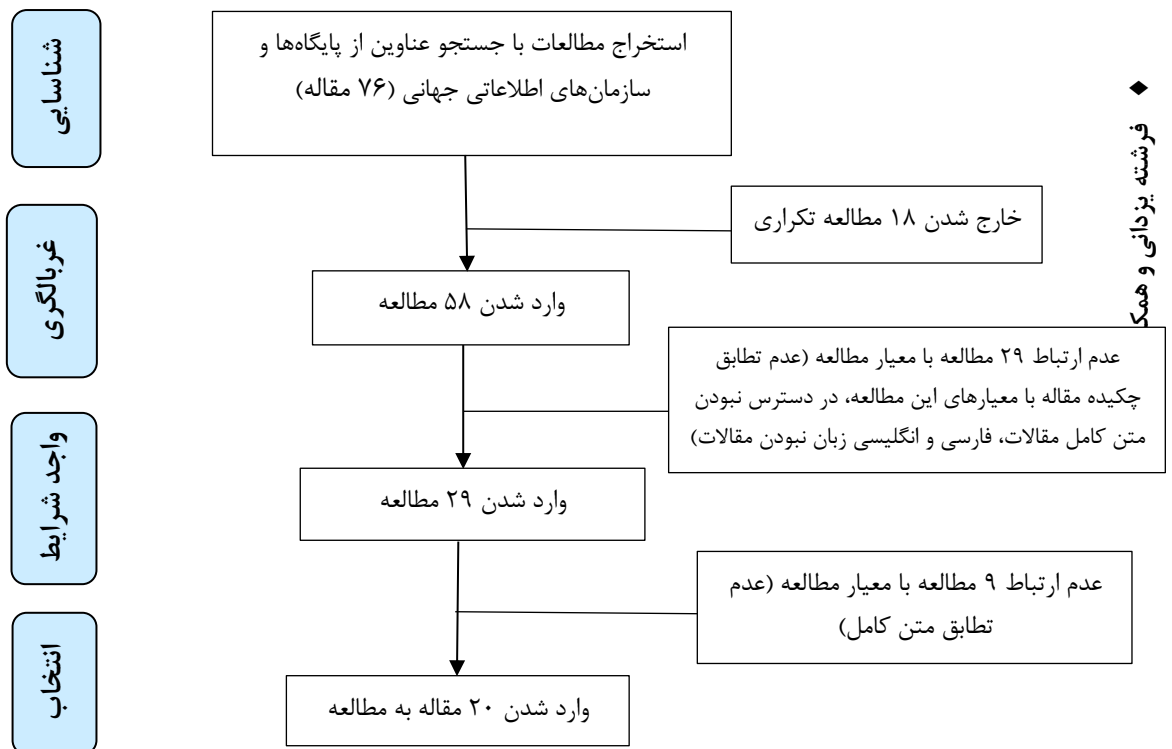 شناسایی
استخراج مطالعات با جستجو عناوین از پایگاه‌ها و
سازمان‌های اطلاعاتی جهانی (۷۶ مقاله)
♦ فرشته یزدانی و همک
خارج شدن ۱۸ مطالعه تکراری
غربالگری
وارد شدن ۵۸ مطالعه
عدم ارتباط ۲۹ مطالعه با معیار مطالعه (عدم تطابق
چکیده مقاله با معیارهای این مطالعه، در دسترس نبودن
متن کامل مقالات، فارسی و انگلیسی زبان نبودن مقالات)
واجد شرایط
وارد شدن ۲۹ مطالعه
عدم ارتباط ۹ مطالعه با معیار مطالعه (عدم
تطابق متن کامل)
انتخاب
وارد شدن ۲۰ مقاله به مطالعه